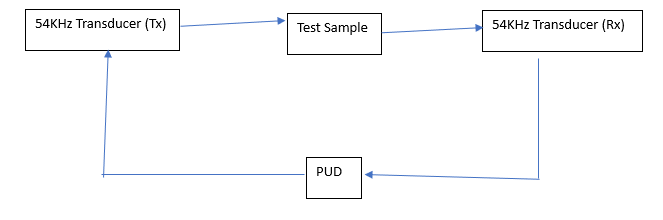 54KHz Transducer (Tx)
Test Sample
54KHz Transducer (Rx)
PUD